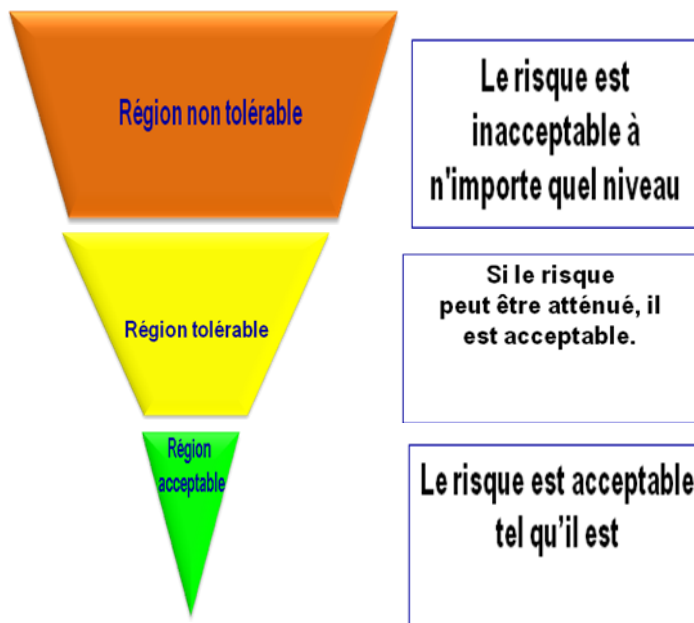 Région non tolérable
Le risque est
inacceptable à
n'importe quel niveau
Région tolérable
Si le risque
peut être atténué, il
est acceptable.
Région
acceptable
Le risque est acceptable
tel qu'il est